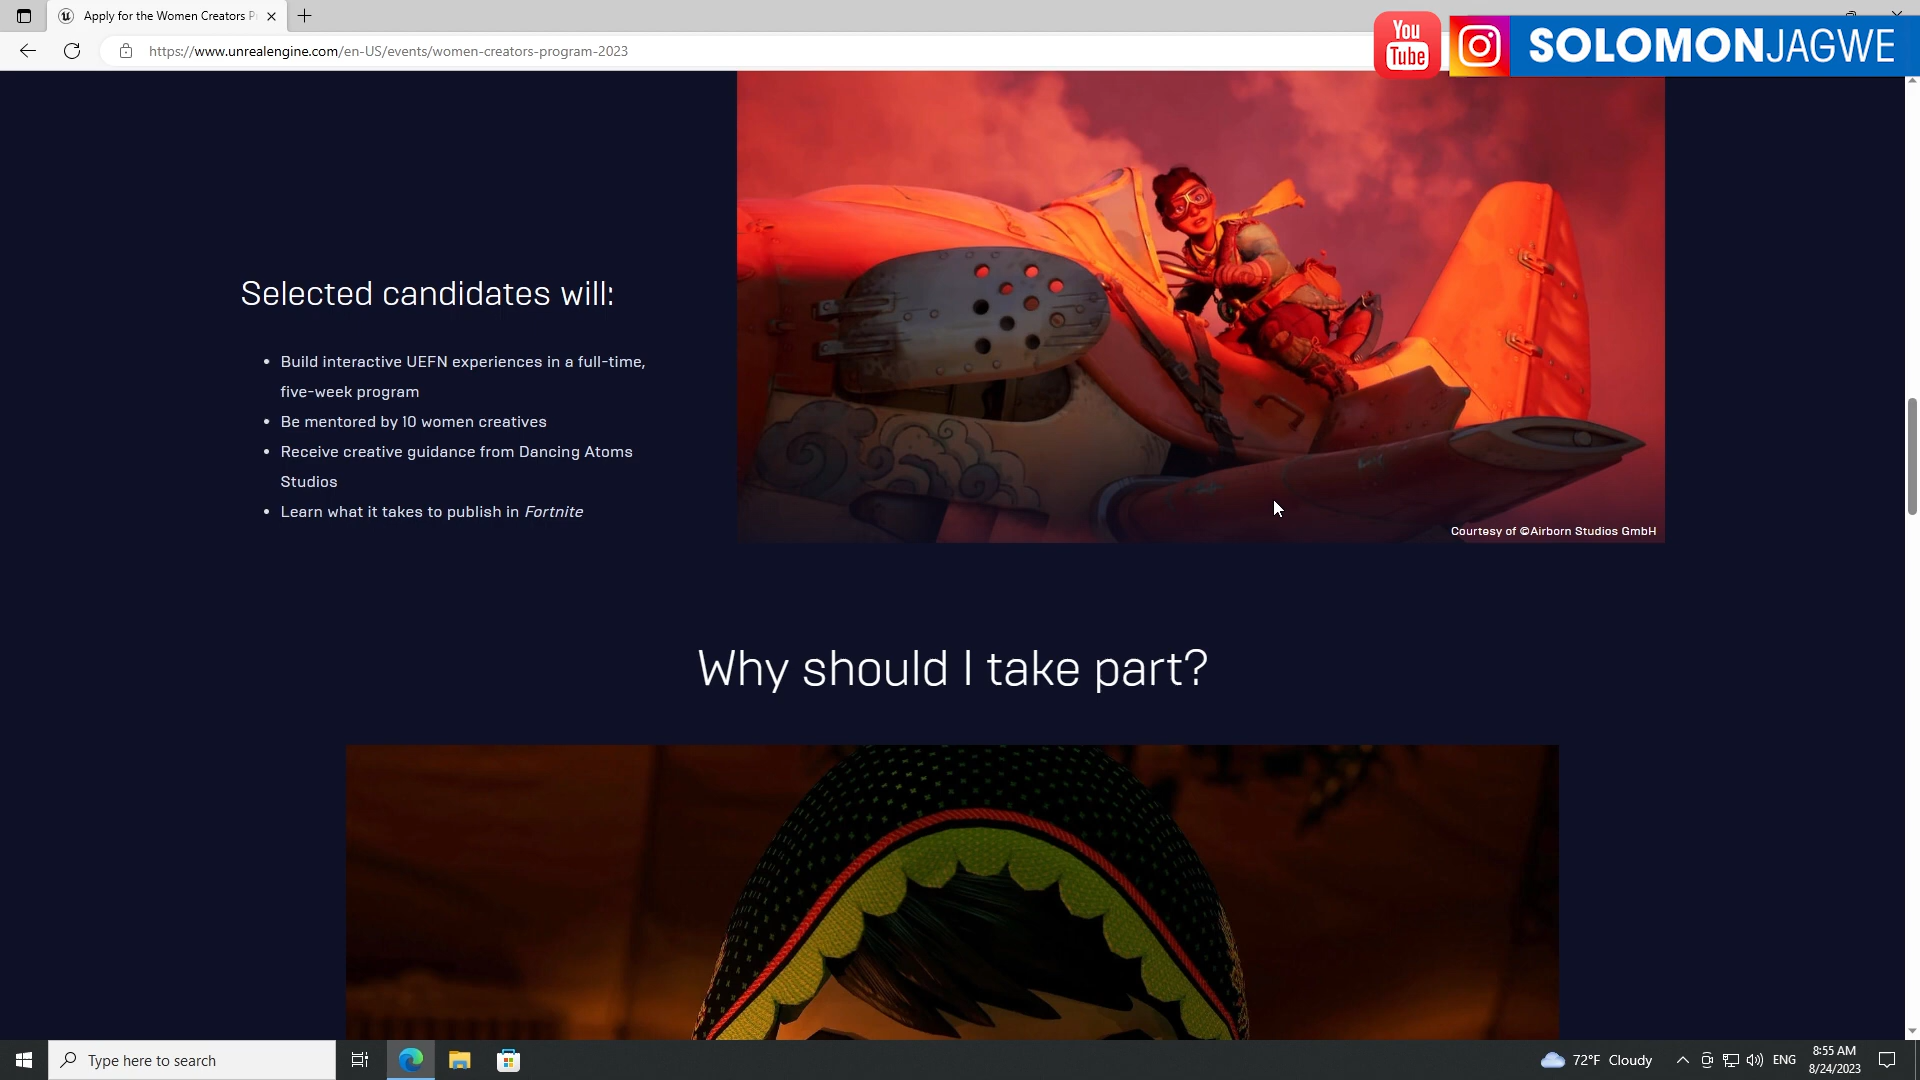 Apply for the Women Creators P
https://www.unrealengine.com/en-US/events/women-creators-program-2023
You
Tube
SOLOMONJAGWE
Selected candidates will:
• Build interactive UEFN experiences in a full-time,
five-week program
• Be mentored by 10 women creatives
• Receive creative guidance from Dancing Atoms
Studios
• Learn what it takes to publish in Fortnite
Courtesy of ©Airborn Studios GmbH
Why should I take part?
Type here to search
72°F Cloudy
ENG
8:55 AM
8/24/2023